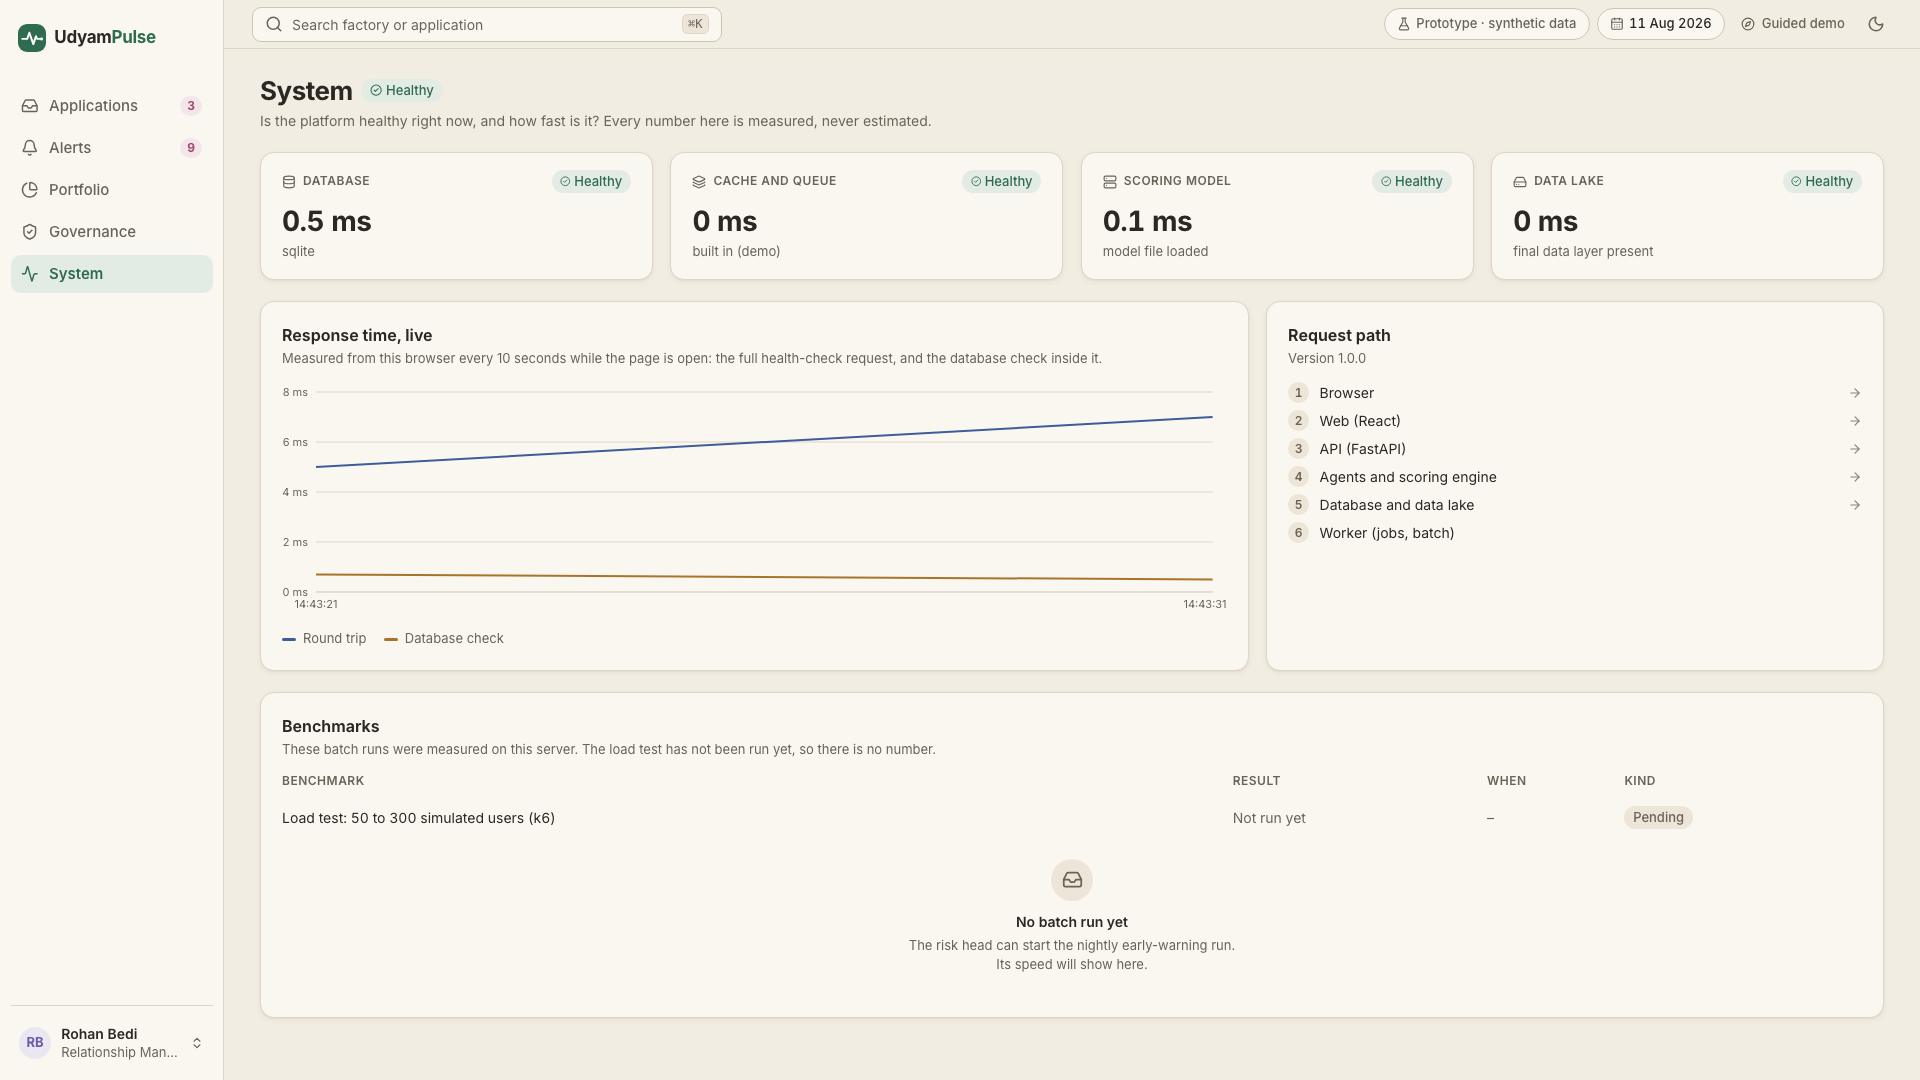 UdyamPulse
Search factory or application
⌘K
Prototype · synthetic data
11 Aug 2026
Guided demo
Applications
3
Alerts
9
Portfolio
Governance
System
System
Healthy
Is the platform healthy right now, and how fast is it? Every number here is measured, never estimated.
DATABASE
Healthy
0.5 ms
sqlite
CACHE AND QUEUE
Healthy
0 ms
built in (demo)
SCORING MODEL
Healthy
0.1 ms
model file loaded
DATA LAKE
Healthy
0 ms
final data layer present
Response time, live
Measured from this browser every 10 seconds while the page is open: the full health-check request, and the database check inside it.
8 ms
6 ms
4 ms
2 ms
0 ms
14:43:21
14:43:31
Round trip
Database check
Request path
Version 1.0.0
1 Browser
2 Web (React)
3 API (FastAPI)
4 Agents and scoring engine
5 Database and data lake
6 Worker (jobs, batch)
Benchmarks
These batch runs were measured on this server. The load test has not been run yet, so there is no number.
BENCHMARK RESULT WHEN KIND
Load test: 50 to 300 simulated users (k6) Not run yet – Pending
No batch run yet
The risk head can start the nightly early-warning run.
Its speed will show here.
RB
Rohan Bedi
Relationship Man...